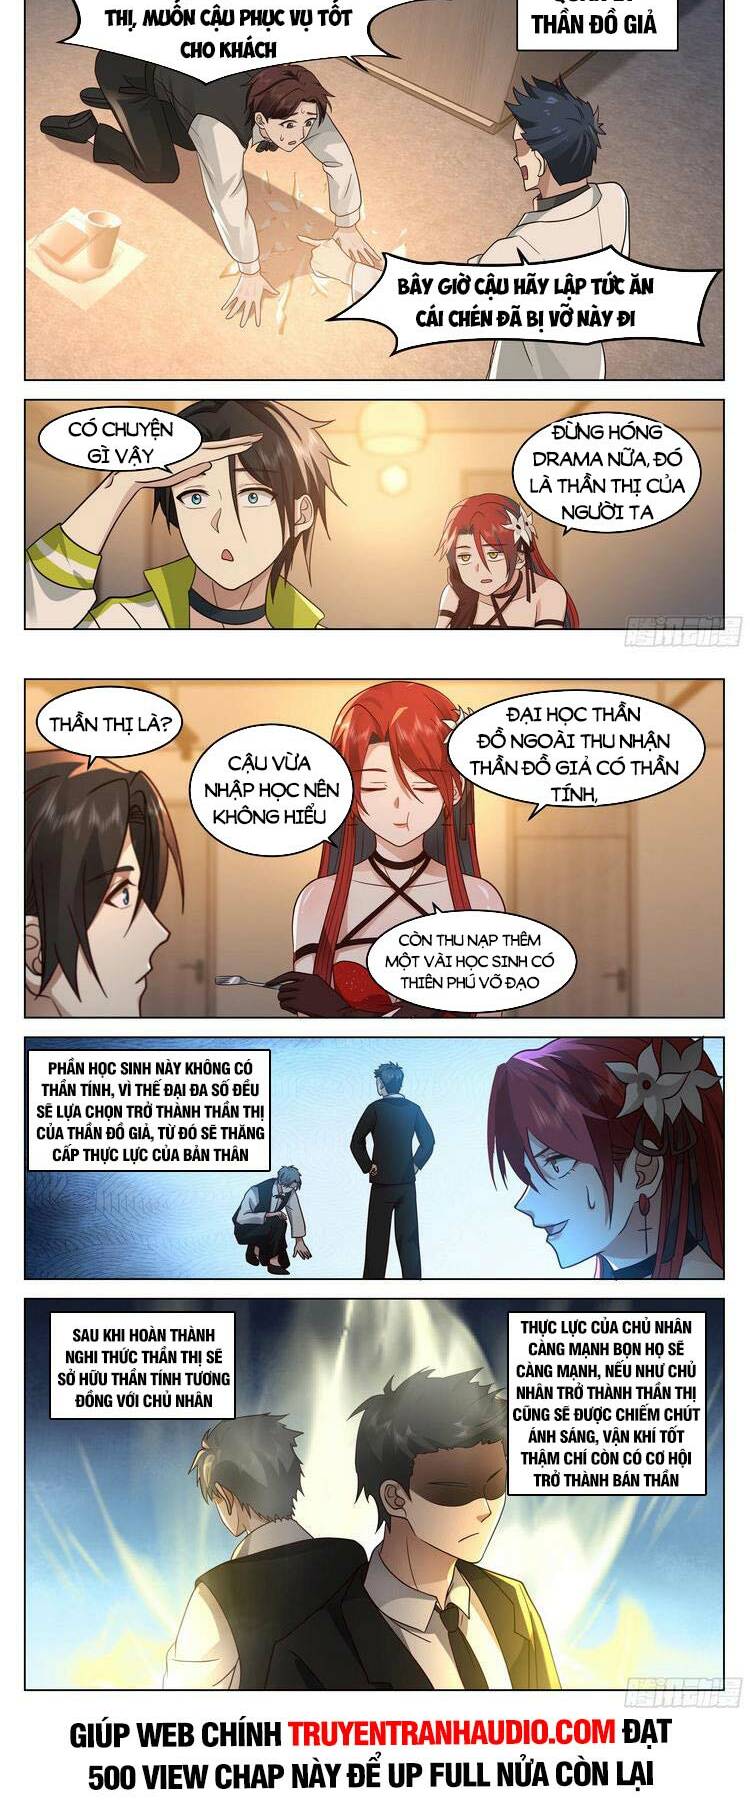 THỊ, MUỐN CẬU PHỤC VỤ TỐT
CHO KHÁCH
THẦN ĐỒ GIẢ
BÂY GIỜ CẬU HÃY LẬP TỨC ĂN
CÁI CHÉN ĐÃ BỊ VỠ NÀY ĐI
CÓ CHUYỆN
GÌ VẬY
ĐỪNG HÓNG
DRAMA NỮA, ĐÓ
LÀ THẦN THỊ CỦA
NGƯỜI TA
THẦN THỊ LÀ?
CẬU VỪA
NHẬP HỌC NÊN
KHÔNG HIỂU
ĐẠI HỌC THẦN
ĐỒ NGOÀI THU NHẬN
THẦN ĐỒ GIẢ CÓ THẦN
TÍNH,
CÒN THU NẠP THÊM
MỘT VÀI HỌC SINH CÓ
THIÊN PHÚ VÕ ĐẠO
PHẦN HỌC SINH NÀY KHÔNG CÓ
THẦN TÍNH, VÌ THẾ ĐẠI ĐA SỐ ĐỀU
SẼ LỰA CHỌN TRỞ THÀNH THẦN THỊ
CỦA THẦN ĐỒ GIẢ, TỪ ĐÓ SẼ THĂNG
CẤP THỰC LỰC CỦA BẢN THÂN
SAU KHI HOÀN THÀNH
NGHI THỨC THẦN THỊ SẼ
SỞ HỮU THẦN TÍNH TƯƠNG
ĐỒNG VỚI CHỦ NHÂN
THỰC LỰC CỦA CHỦ NHÂN
CÀNG MẠNH BỌN HỌ SẼ
CÀNG MẠNH, NẾU NHƯ CHỦ
NHÂN TRỞ THÀNH THẦN THỊ
CŨNG SẼ ĐƯỢC CHIẾM CHÚT
ÁNH SÁNG, VẬN KHÍ TỐT
THẬM CHÍ CÒN CÓ CƠ HỘI
TRỞ THÀNH BÁN THẦN
GIÚP WEB CHÍNH TRUYENTRANHAUDIO.COM ĐẠT
500 VIEW CHAP NÀY ĐỂ UP FULL NỬA CÒN LẠI